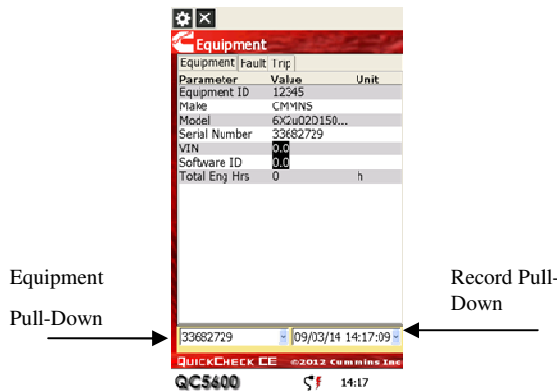 Equipment
Equipment Fault Trip
Parameter Value Unit
Equipment ID 12345
Make CMMNS
Model 6X2u02D150...
Serial Number 33682729
VIN 0.0
Software ID 0.0
Total Eng Hrs 0 h
Equipment
Pull-Down
Record Pull-
Down
33682729 09/03/14 14:17:09
QUICKCHECK CE ©2012 Cummins Inc
QC5600 14:17